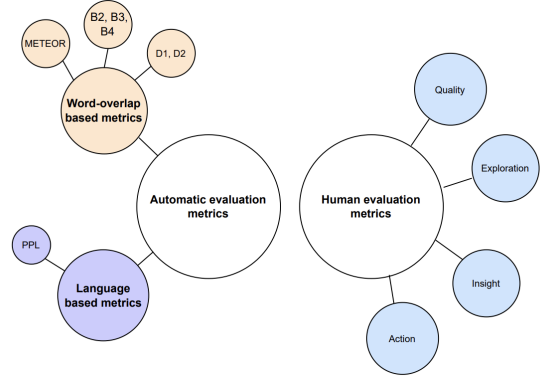 METEOR
B2, B3,
B4
D1, D2
Word-overlap
based metrics
Automatic evaluation
metrics
PPL
Language
based metrics
Human evaluation
metrics
Quality
Exploration
Insight
Action